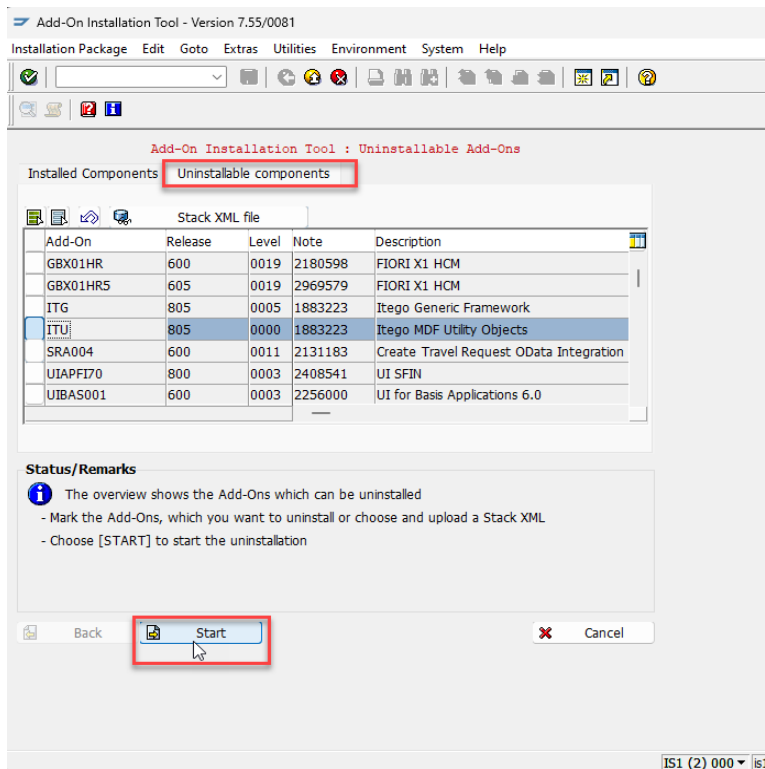 Add-On Installation Tool - Version 7.55/0081
Installation Package Edit Goto Extras Utilities Environment System Help
Add-On Installation Tool : Uninstallable Add-Ons
Installed Components Uninstallable components
Stack XML file
Add-On Release Level Note Description
GBX01HR 600 0019 2180598 FIORI X1 HCM
GBX01HR5 605 0019 2969579 FIORI X1 HCM
ITG 805 0005 1883223 Itego Generic Framework
ITU 805 0000 1883223 Itego MDF Utility Objects
SRA004 600 0011 2131183 Create Travel Request OData Integration
UIAPFI70 800 0003 2408541 UI SFIN
UIBAS001 600 0003 2256000 UI for Basis Applications 6.0
Status/Remarks
The overview shows the Add-Ons which can be uninstalled
- Mark the Add-Ons, which you want to uninstall or choose and upload a Stack XML
- Choose [START] to start the uninstallation
Back Start Cancel
IS1 (2) 000